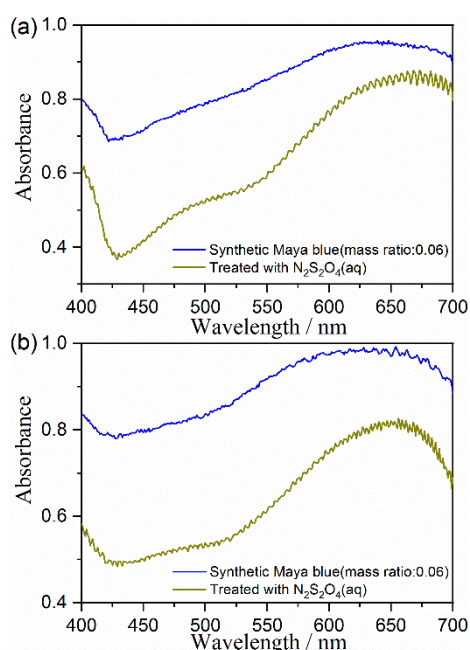 (a)
1.0
0.8
0.6
0.4
Absorbance
Synthetic Maya blue(mass ratio:0.06)
Treated with N₂S₂O₄(aq)
400 450 500 550 600 650 700
Wavelength / nm
(b)
1.0
0.8
0.6
0.4
Absorbance
Synthetic Maya blue(mass ratio:0.06)
Treated with N₂S₂O₄(aq)
400 450 500 550 600 650 700
Wavelength / nm